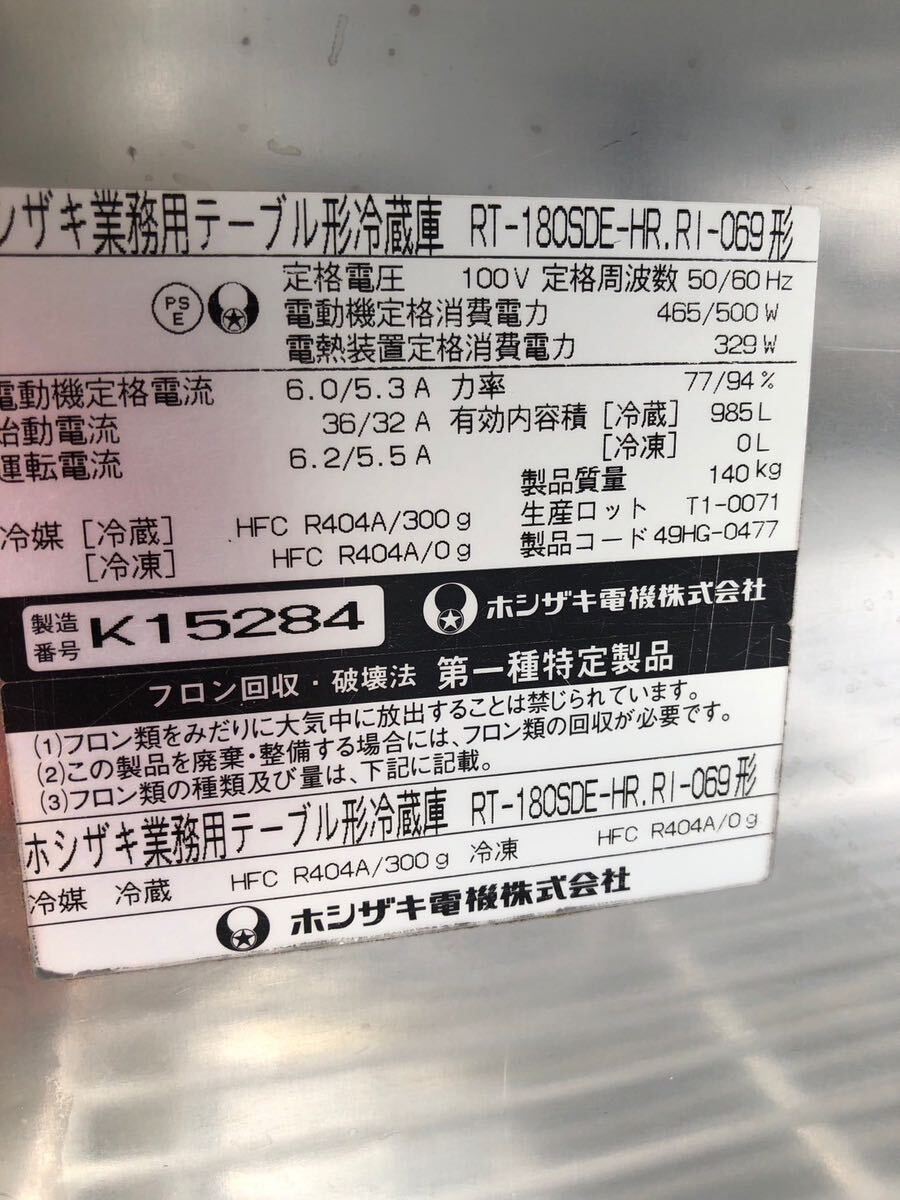 シザキ業務用テーブル形冷蔵庫 RT-180SDE-HR.RI-069形
PS E
定格電圧 100V 定格周波数 50/60Hz
電動機定格消費電力 465/500W
電熱装置定格消費電力 329W
電動機定格電流 6.0/5.3A 力率 77/94%
始動電流 36/32A 有効内容積 [冷蔵] 985L
運転電流 6.2/5.5A [冷凍] 0L
製品質量 140kg
冷媒 [冷蔵] HFC R404A/300g 生産ロット T1-0071
[冷凍] HFC R404A/0g 製品コード 49HG-0477
製造番号 K15284 ホシザキ電機株式会社
フロン回収・破壊法 第一種特定製品
(1)フロン類をみだりに大気中に放出することは禁じられています。
(2)この製品を廃棄・整備する場合には、フロン類の回収が必要です。
(3)フロン類の種類及び量は、下記に記載。
ホシザキ業務用テーブル形冷蔵庫 RT-180SDE-HR.RI-069形
冷媒 冷蔵 HFC R404A/300g 冷凍 HFC R404A/0g
ホシザキ電機株式会社